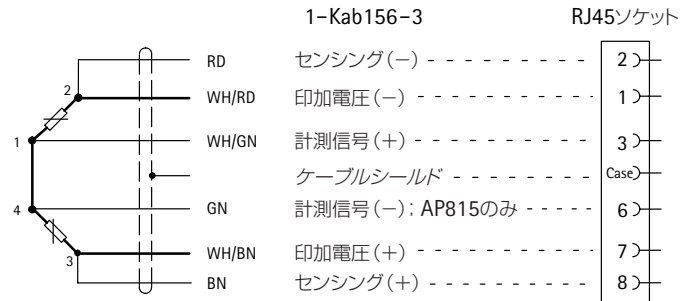 1-Kab156-3 RJ45ソケット
RD センシング(-) 2
2 WH/RD 印加電圧(-) 1
1 WH/GN 計測信号(+) 3
ケーブルシールド Case
4 GN 計測信号(-); AP815のみ 6
3 WH/BN 印加電圧(+) 7
BN センシング(+) 8